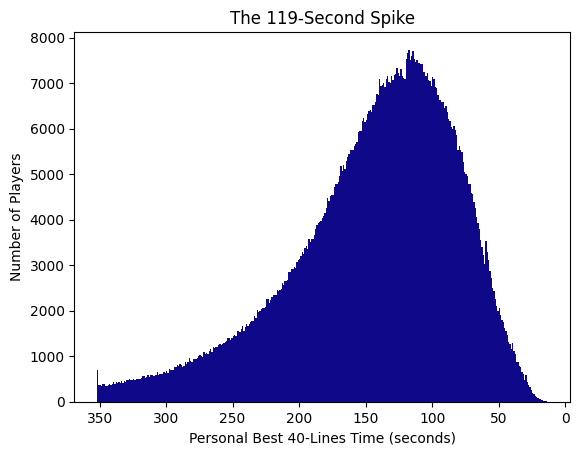 The 119-Second Spike
Number of Players
8000
7000
6000
5000
4000
3000
2000
1000
0
350 300 250 200 150 100 50 0
Personal Best 40-Lines Time (seconds)